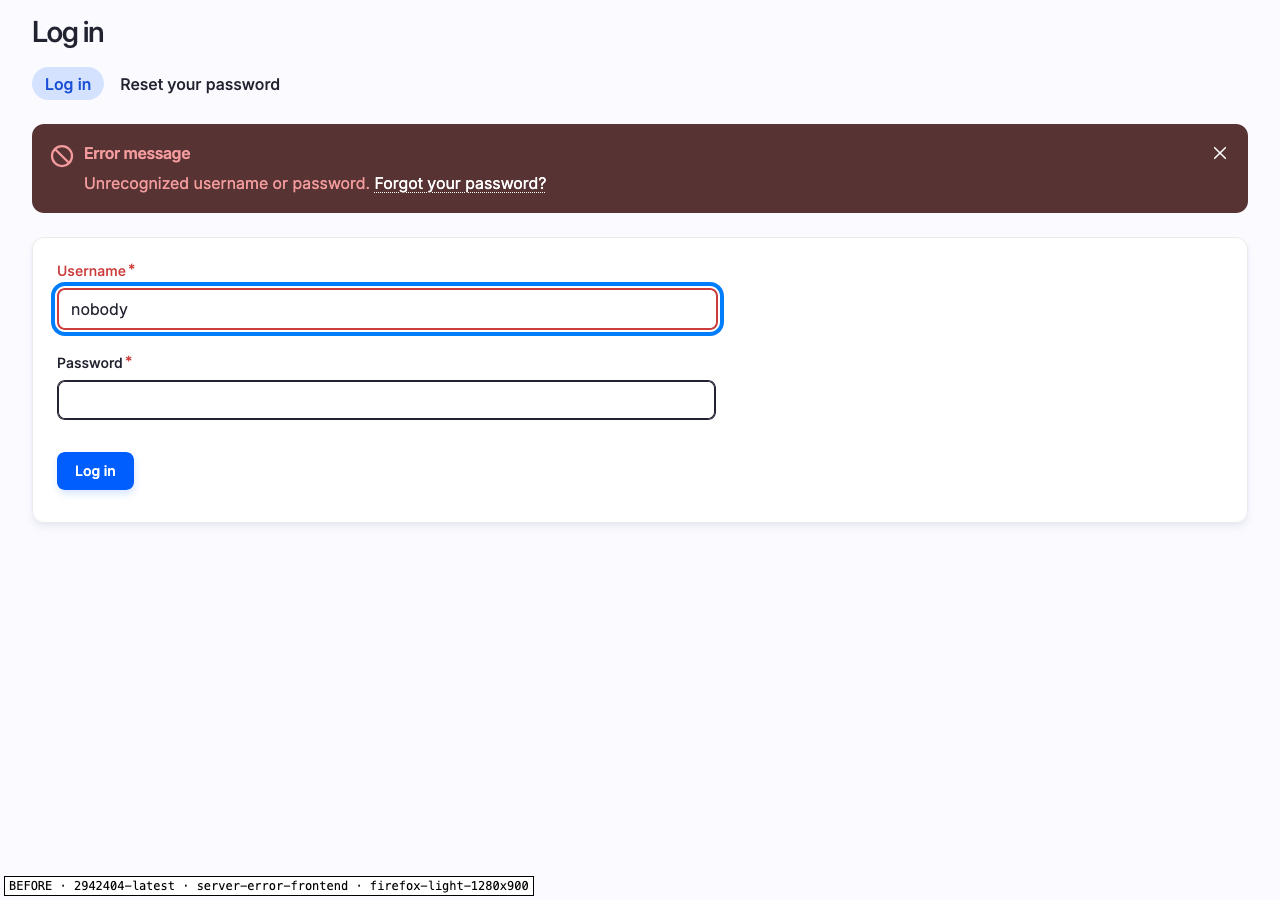 Log in
Log in Reset your password
Error message
Unrecognized username or password. Forgot your password?
Username*
nobody
Password*
Log in
BEFORE · 2942404-latest · server-error-frontend · firefox-light-1280x900